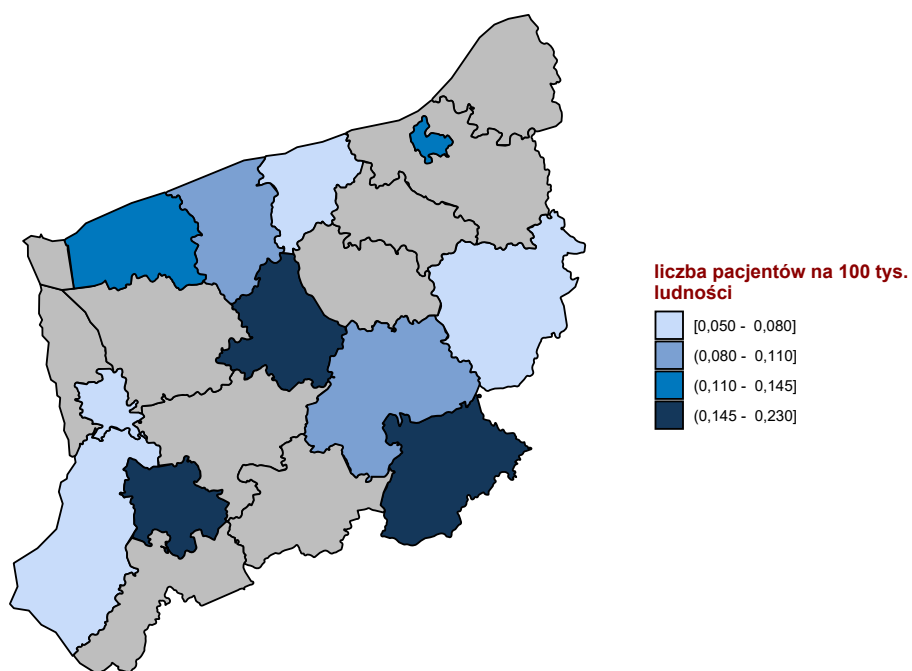 liczba pacjentów na 100 tys.
ludności
[0,050 - 0,080]
(0,080 - 0,110]
(0,110 - 0,145]
(0,145 - 0,230]